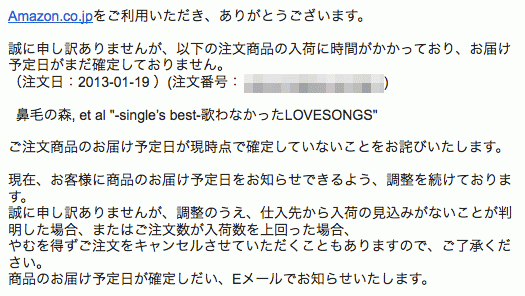 Amazon.co.jpをご利用いただき、ありがとうございます。
誠に申し訳ありませんが、以下の注文商品の入荷に時間がかかっており、お届け
予定日がまだ確定しておりません。
（注文日：2013-01-19 ）(注文番号：)
鼻毛の森, et al "-single's best-歌わなかったLOVESONGS"
ご注文商品のお届け予定日が現時点で確定していないことをお詫びいたします。
現在、お客様に商品のお届け予定日をお知らせできるよう、調整を続けておりま
す。
誠に申し訳ありませんが、調整のうえ、仕入先から入荷の見込みがないことが判
明した場合、またはご注文数が入荷数を上回った場合、
やむを得ずご注文をキャンセルさせていただくこともありますので、ご了承くださ
い。
商品のお届け予定日が確定しだい、Eメールでお知らせいたします。